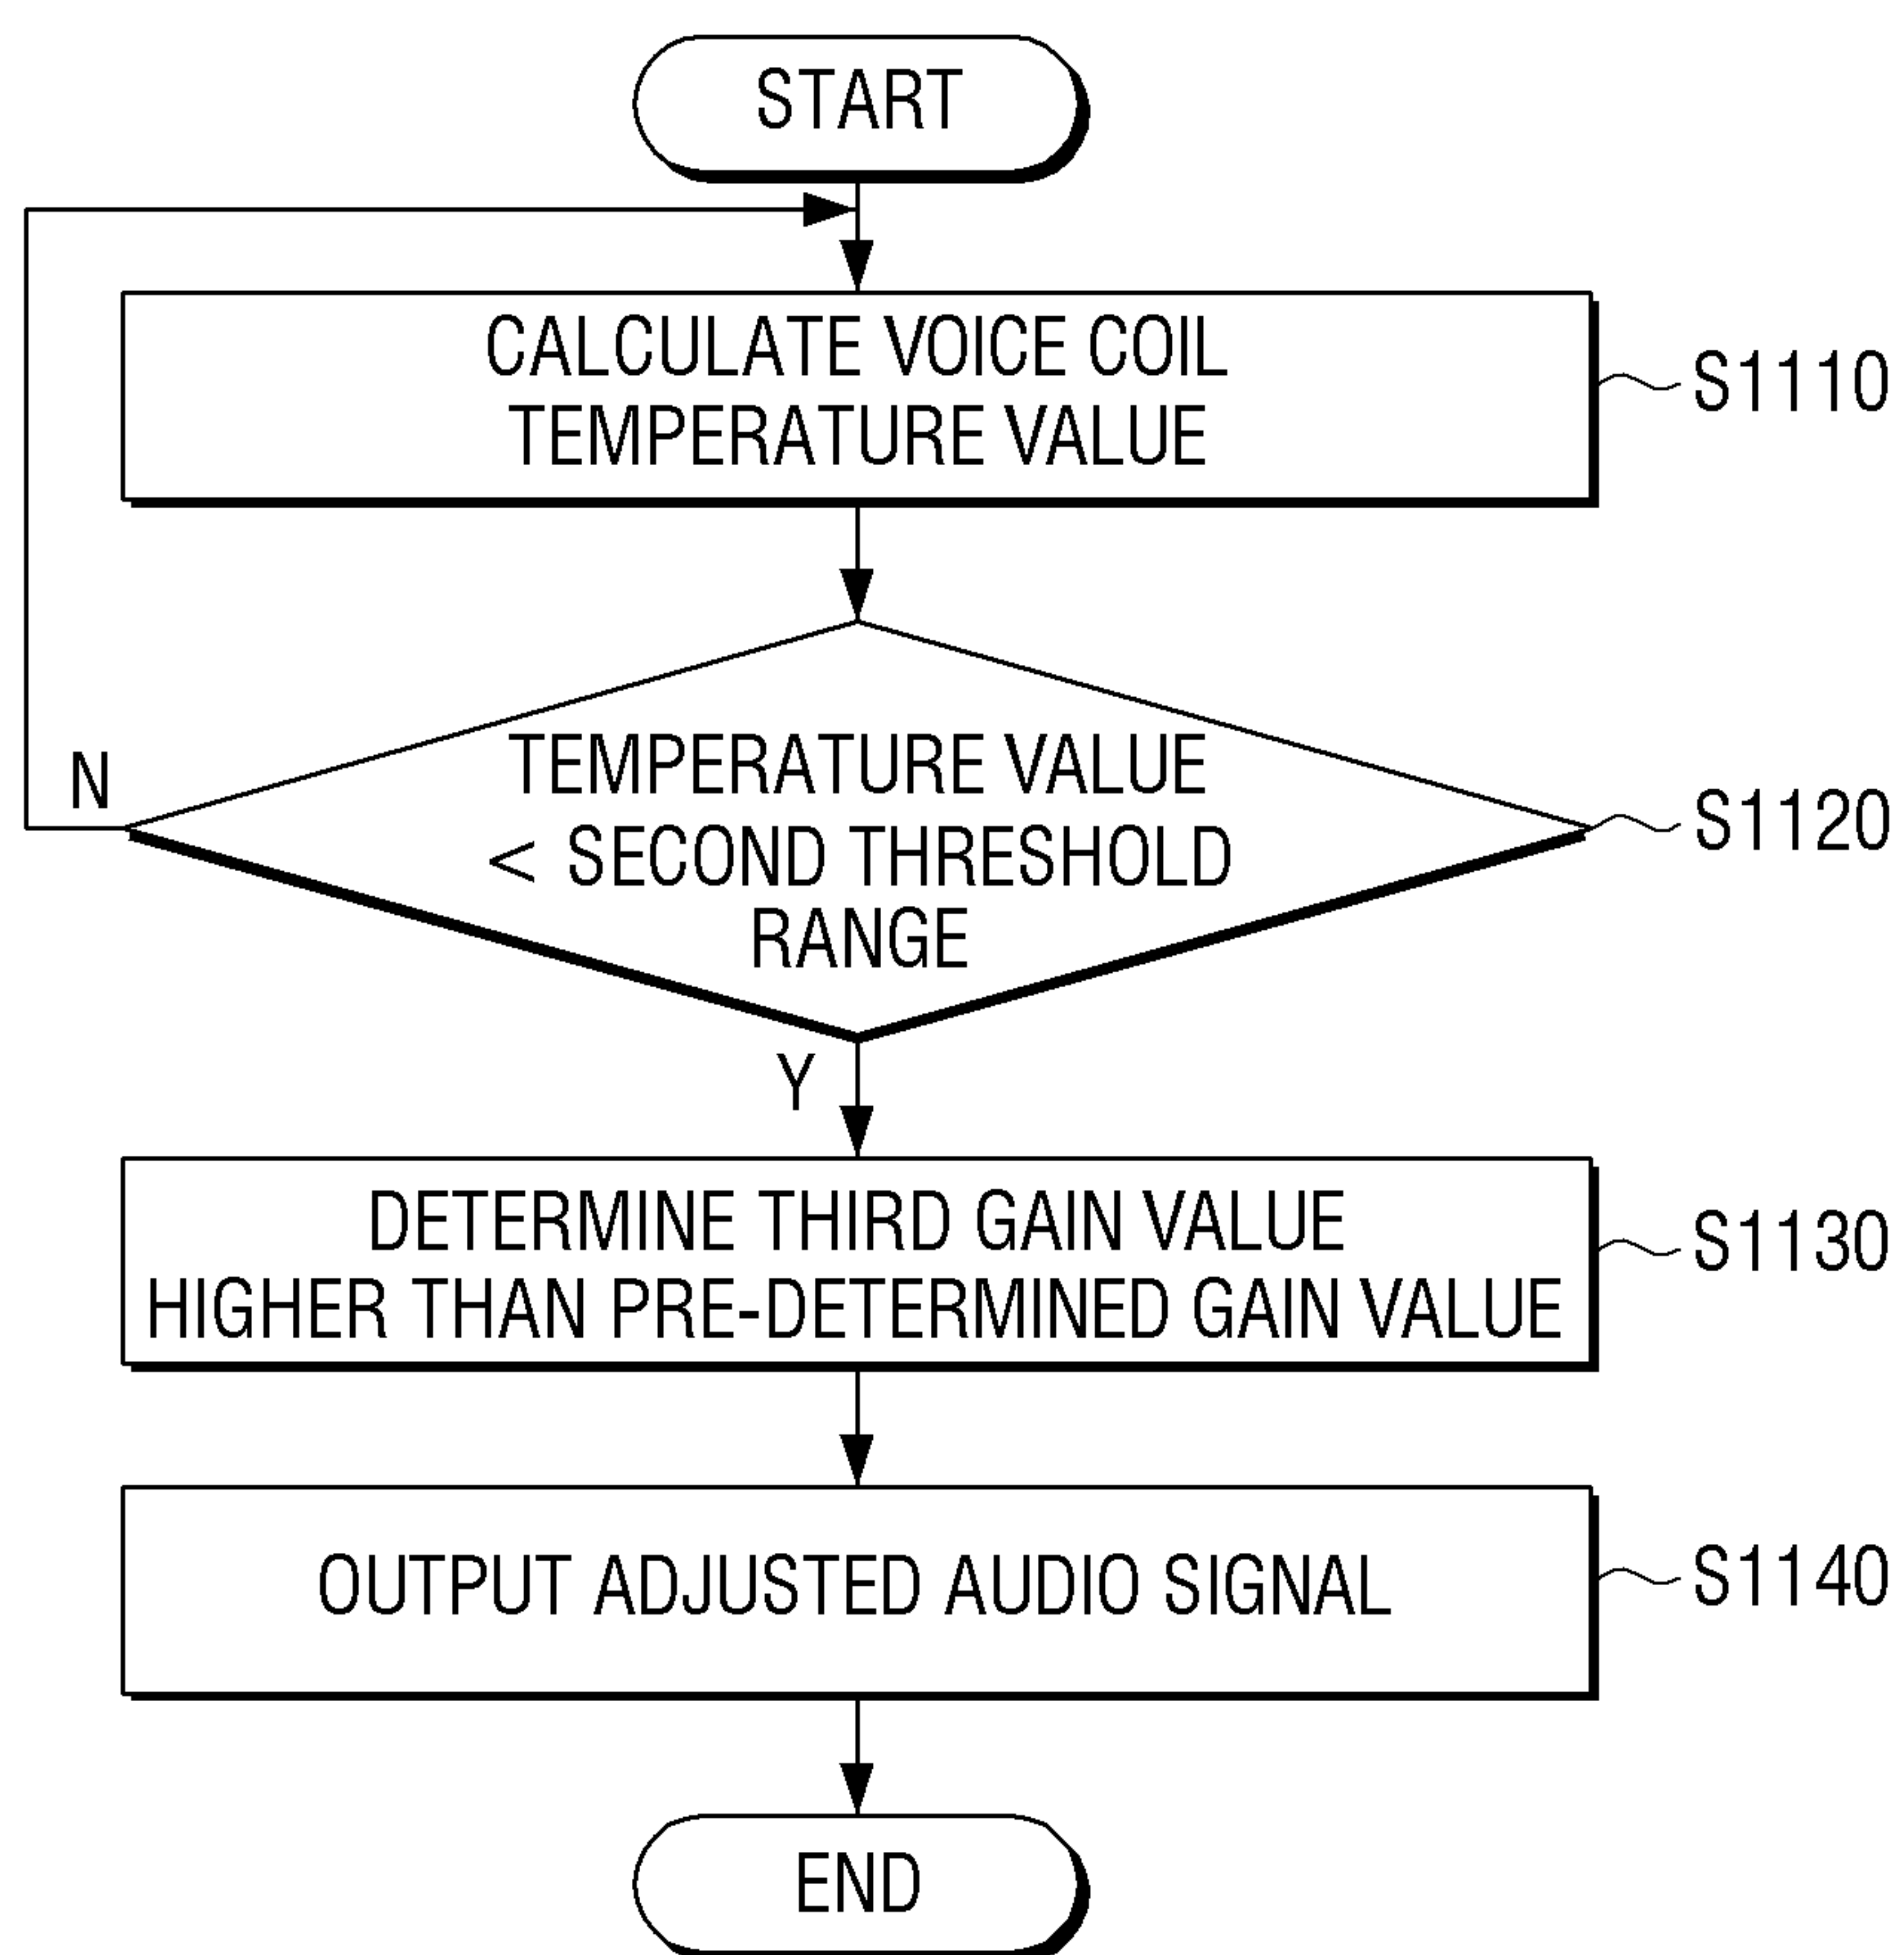 START
CALCULATE VOICE COIL
TEMPERATURE VALUE
S1110
TEMPERATURE VALUE
< SECOND THRESHOLD
RANGE
S1120
N
Y
DETERMINE THIRD GAIN VALUE
HIGHER THAN PRE-DETERMINED GAIN VALUE
S1130
OUTPUT ADJUSTED AUDIO SIGNAL
S1140
END